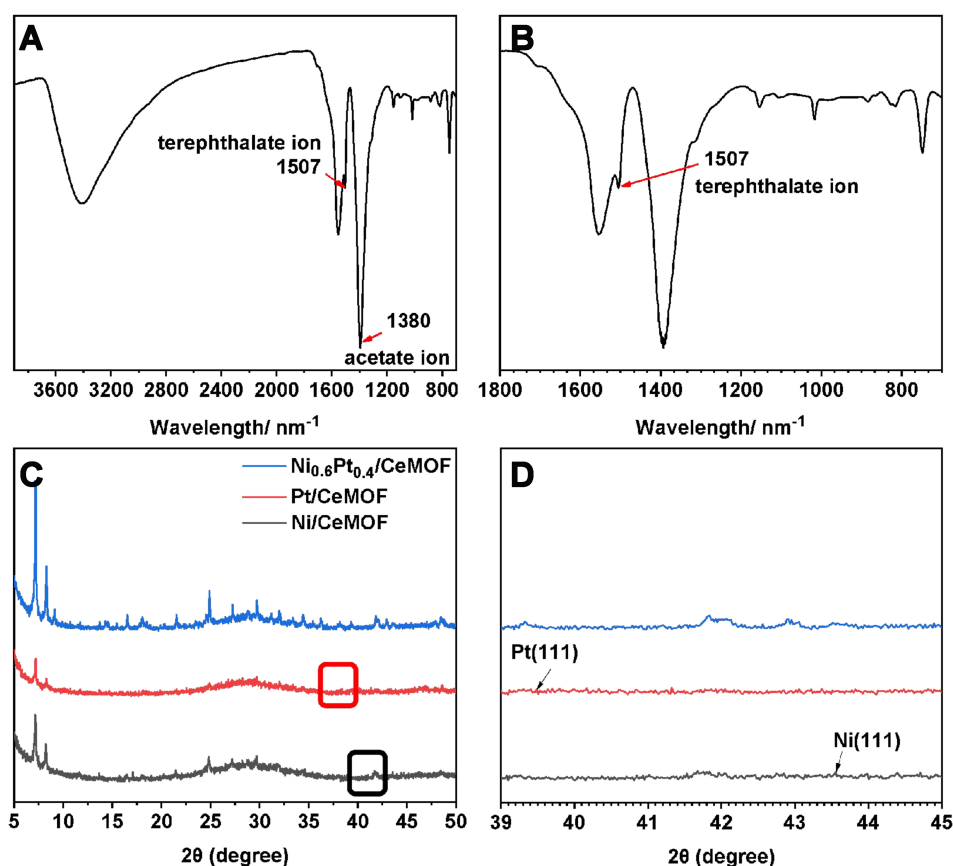 A
terephthalate ion
1507
1380
acetate ion
3600 3200 2800 2400 2000 1600 1200 800
Wavelength/ nm⁻¹
B
1507
terephthalate ion
1800 1600 1400 1200 1000 800
Wavelength/ nm⁻¹
C
Ni₀.₆Pt₀.₄/CeMOF
Pt/CeMOF
Ni/CeMOF
5 10 15 20 25 30 35 40 45 50
2θ (degree)
D
Pt(111)
Ni(111)
39 40 41 42 43 44 45
2θ (degree)